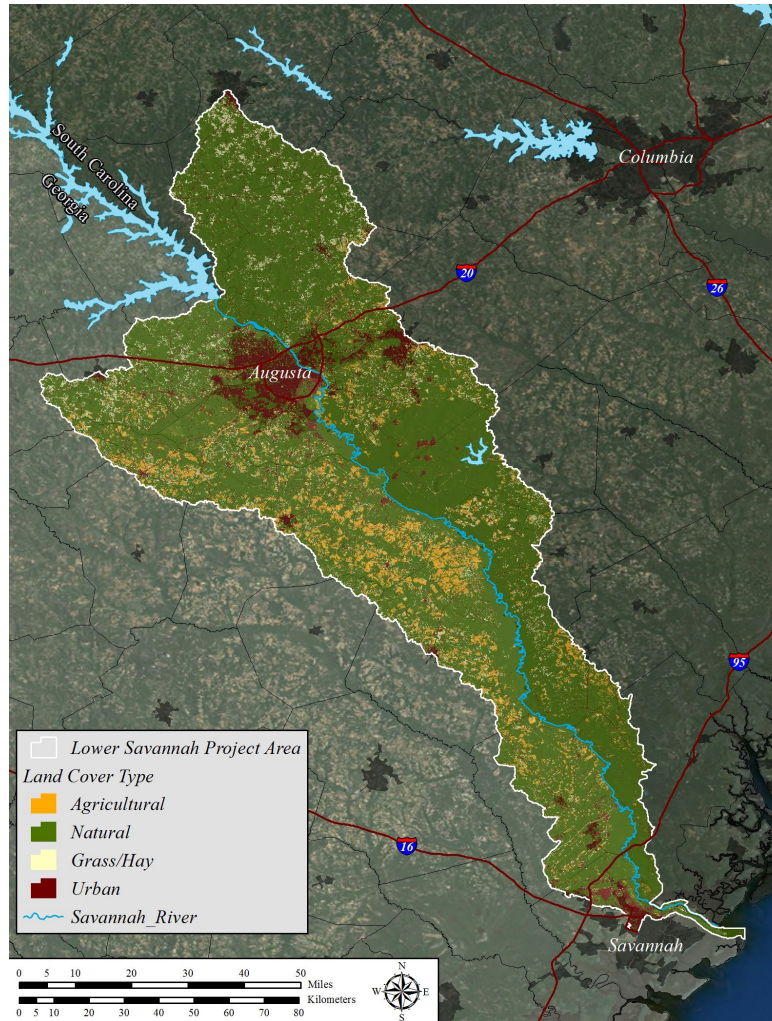 South Carolina
Georgia
Columbia
20
26
Augusta
95
16
Savannah
Lower Savannah Project Area
Land Cover Type
Agricultural
Natural
Grass/Hay
Urban
Savannah_River
0 5 10 20 30 40 50
Miles
Kilometers
0 5 10 20 30 40 50 60 70 80
N
W E
S